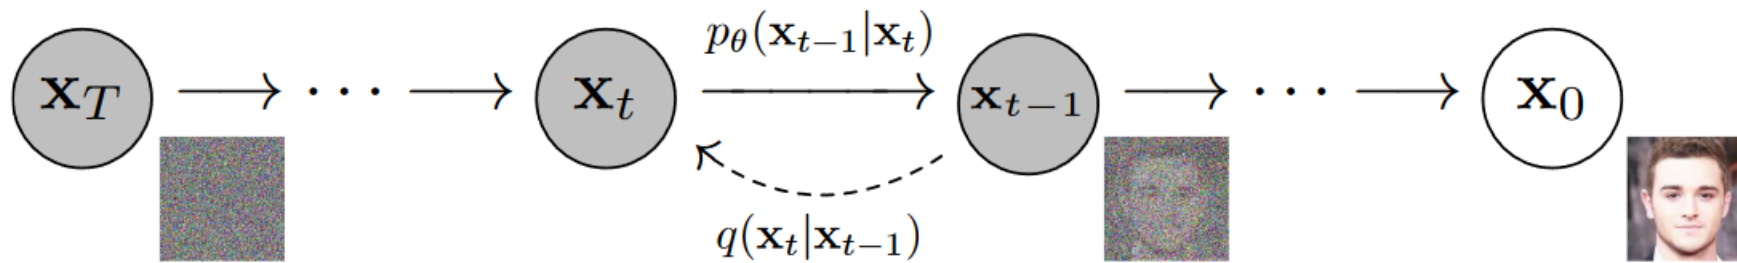 p_θ(x_{t−1}|x_t)
x_T ⟶ ··· ⟶ x_t ⟶ x_{t−1} ⟶ ··· ⟶ x_0
q(x_t|x_{t−1})